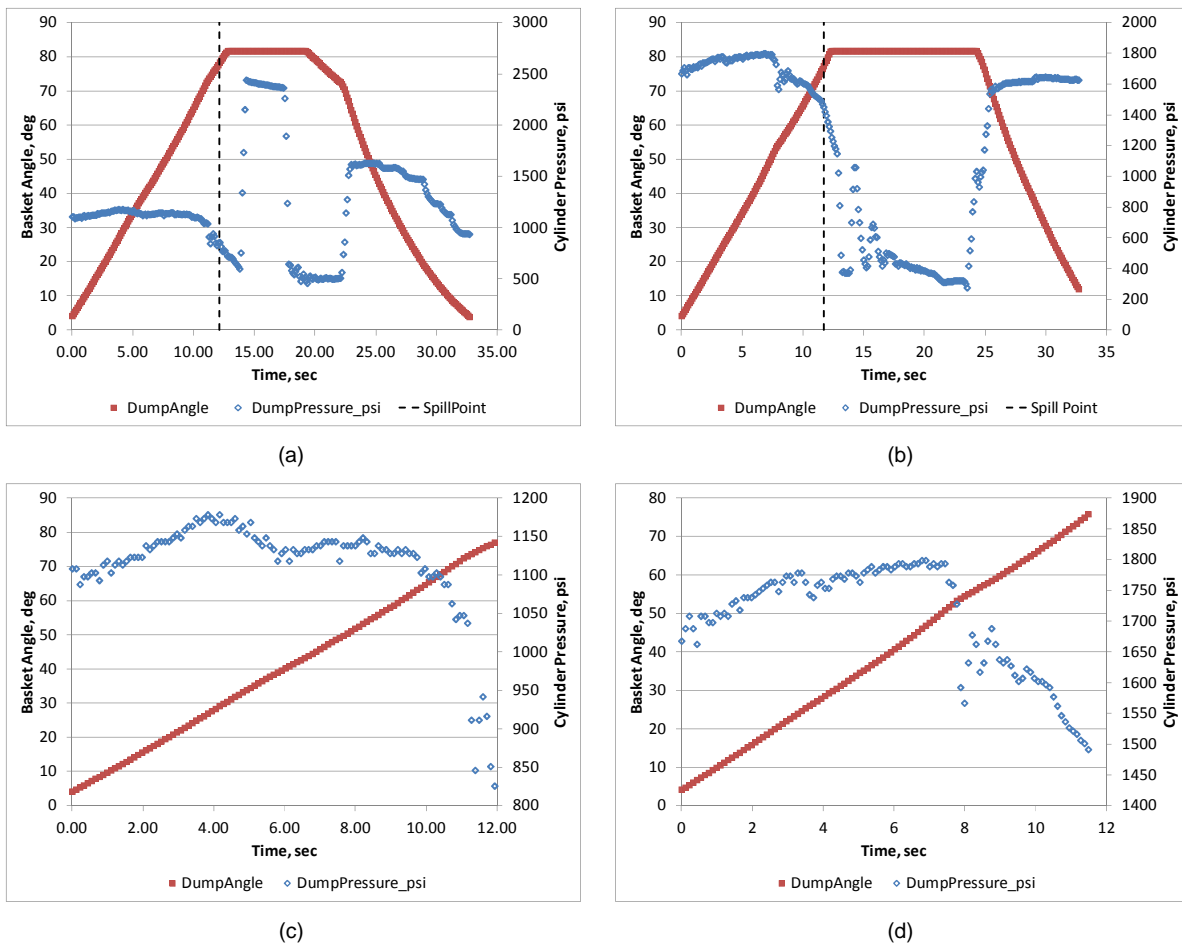 90 80 70 60 50 40 30 20 10 0
Basket Angle, deg
3000 2500 2000 1500 1000 500 0
Cylinder Pressure, psi
0.00 5.00 10.00 15.00 20.00 25.00 30.00 35.00
Time, sec
DumpAngle DumpPressure_psi SpillPoint
(a)
90 80 70 60 50 40 30 20 10 0
Basket Angle, deg
2000 1800 1600 1400 1200 1000 800 600 400 200 0
Cylinder Pressure, psi
0 5 10 15 20 25 30 35
Time, sec
DumpAngle DumpPressure_psi Spill Point
(b)
90 80 70 60 50 40 30 20 10 0
Basket Angle, deg
1200 1150 1100 1050 1000 950 900 850 800
Cylinder Pressure, psi
0.00 2.00 4.00 6.00 8.00 10.00 12.00
Time, sec
DumpAngle DumpPressure_psi
(c)
80 70 60 50 40 30 20 10 0
Basket Angle, deg
1900 1850 1800 1750 1700 1650 1600 1550 1500 1450 1400
Cylinder Pressure, psi
0 2 4 6 8 10 12
Time, sec
DumpAngle DumpPressure_psi
(d)